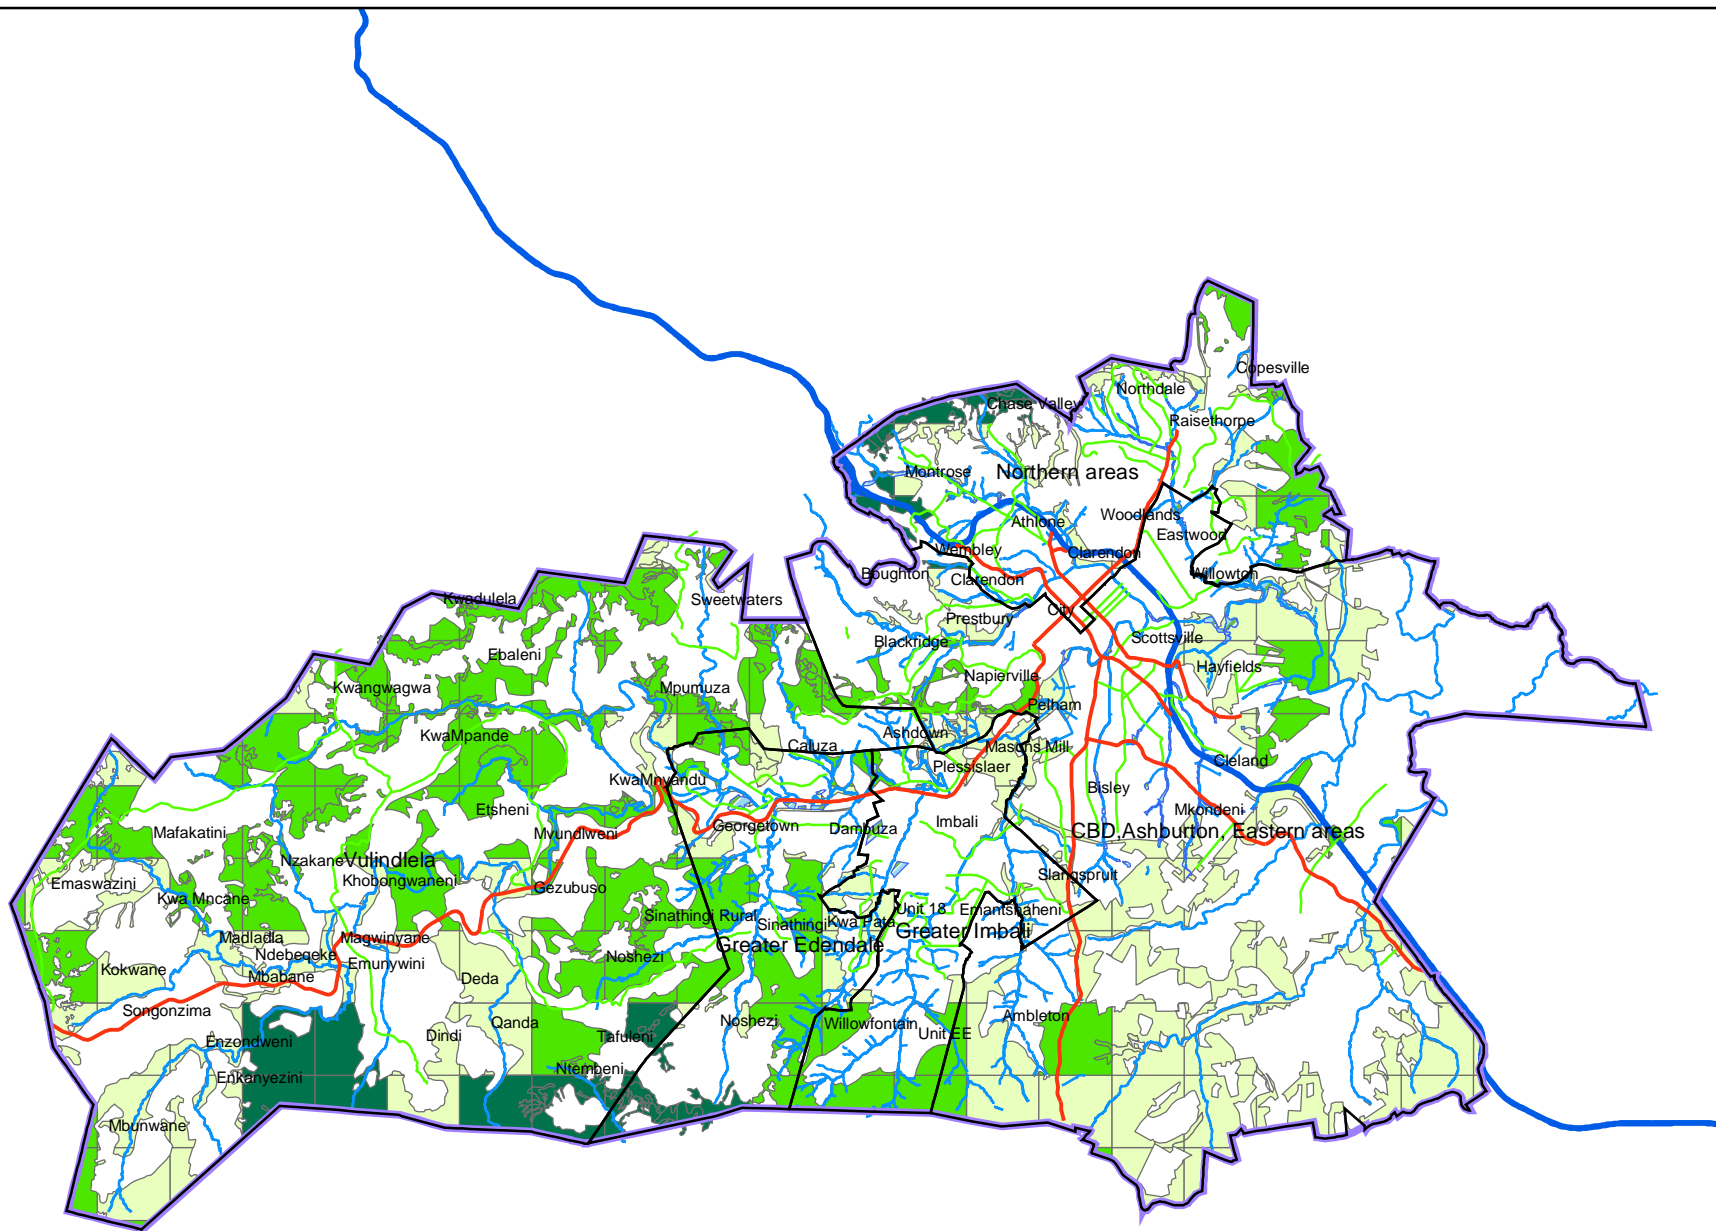 Copesville
Northdale
Chase Valley
Raisethorpe
Montrose
Northern areas
Woodlands
Athlone
Eastwood
Wembley
Clarendon
Boughton
Clarendon
Willowton
Kwadulela
Sweetwaters
City
Prestbury
Scottsville
Blackridge
Ebaleni
Hayfields
Napierville
Kwangwagwa
Mpumuza
Pelham
KwaMpande
Ashdown
Caluza
Masons Mill
Cleland
Plessislaer
KwaMnyandu
Bisley
Etsheni
Mkondeni
Imbali
Georgetown
Dambuza
CBD,Ashburton, Eastern areas
Mafakatini
Mvundweni
Nzakane
Vulindlela
Slangspruit
Khobongwaneni
Emaswazini
Gezubuso
Kwa Mncane
Unit 18
Emantshaheni
Sinathingi Rural
Sinathingi
Kwa Pata
Greater Imbali
Madladla
Magwinyane
Greater Edendale
Ndebeqeke
Noshezi
Emunywini
Kokwane
Mbabane
Deda
Songonzima
Ambleton
Qanda
Noshezi
Willowfontain
Unit EE
Dindi
Tafuleni
Enzondweni
Ntembeni
Enkanyezini
Mbunwane